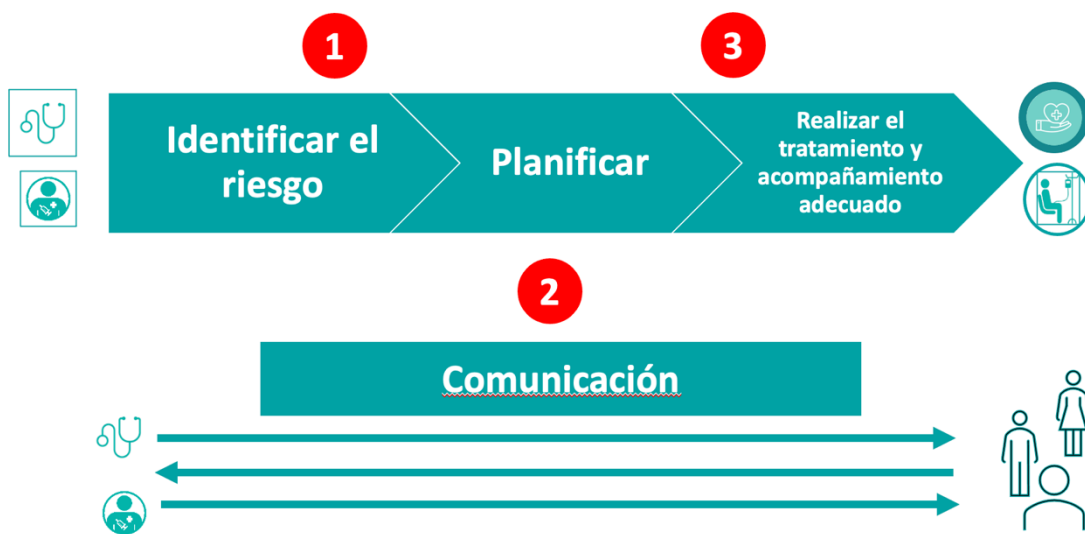 1
3
Identificar el
riesgo
Planificar
Realizar el
tratamiento y
acompañamiento
adecuado
2
Comunicación